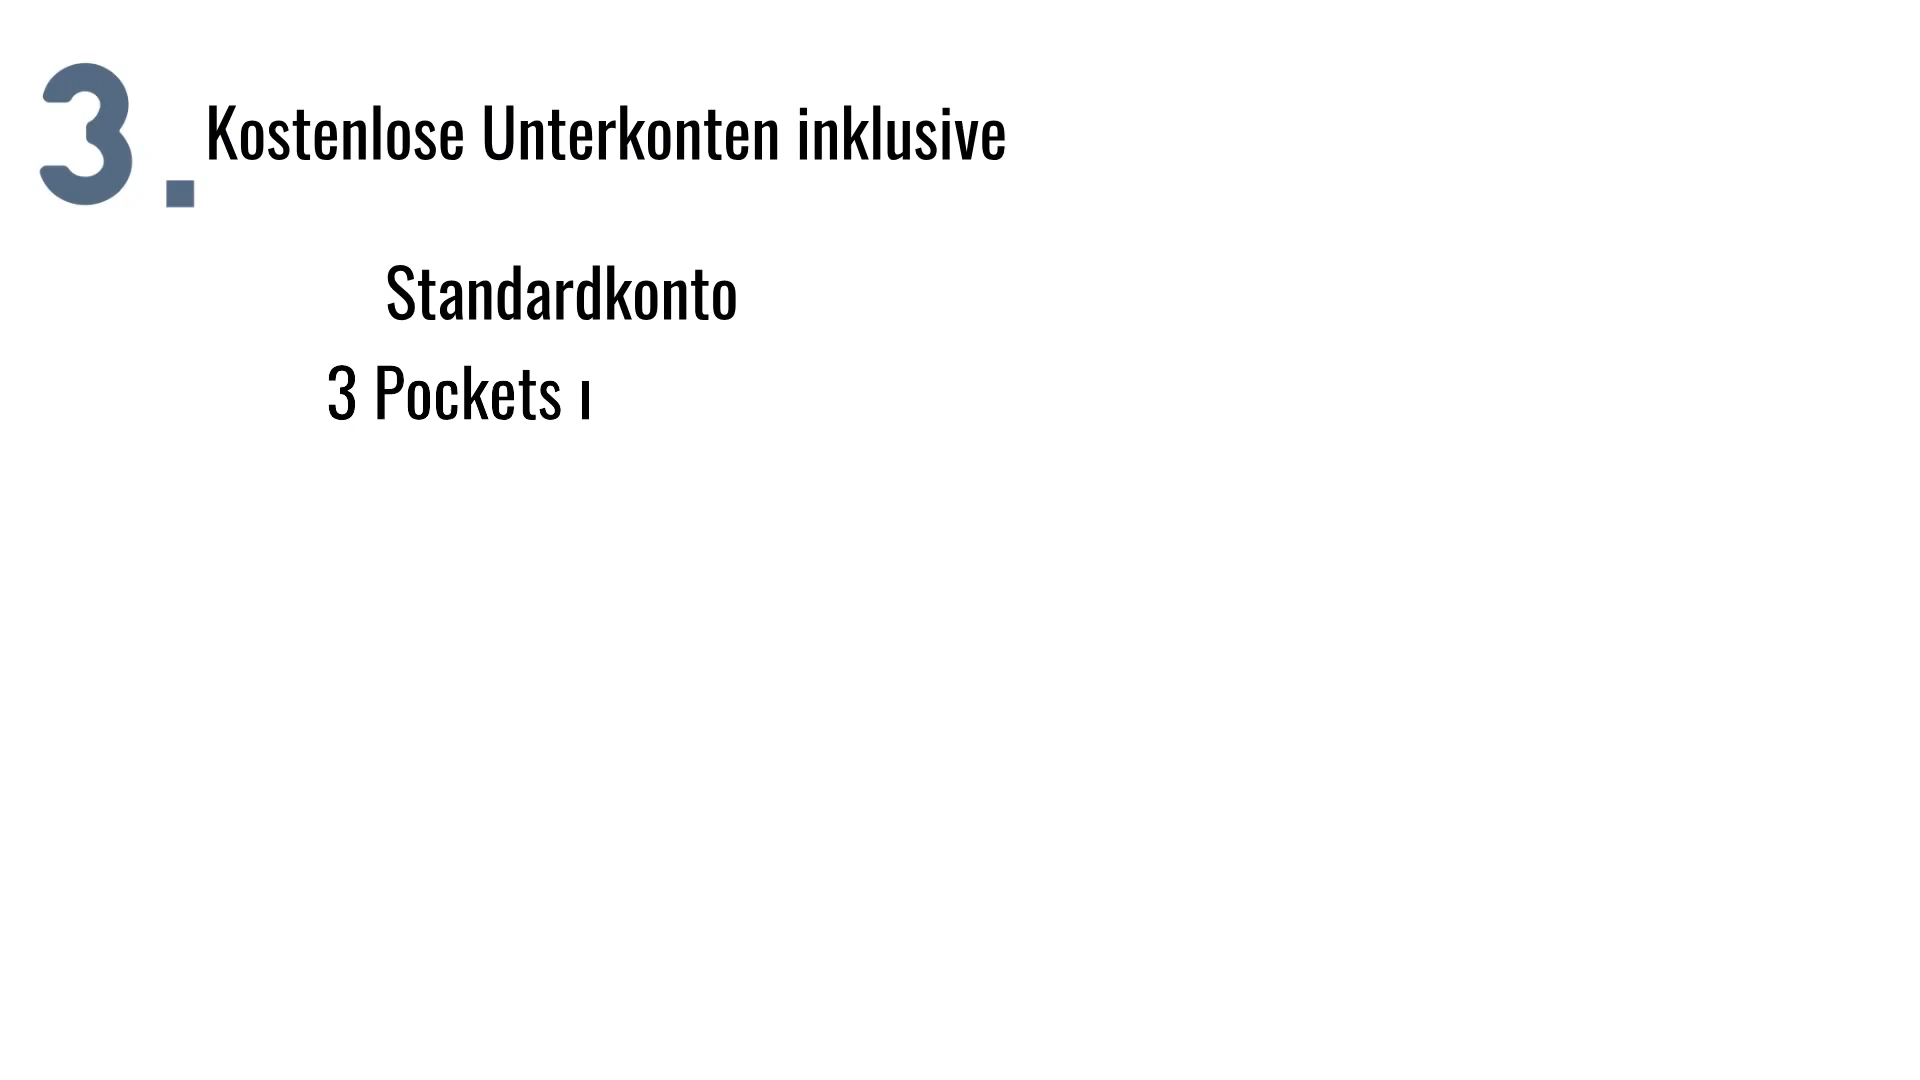 3. Kostenlose Unterkonten inklusive
Standardkonto
3 Pockets